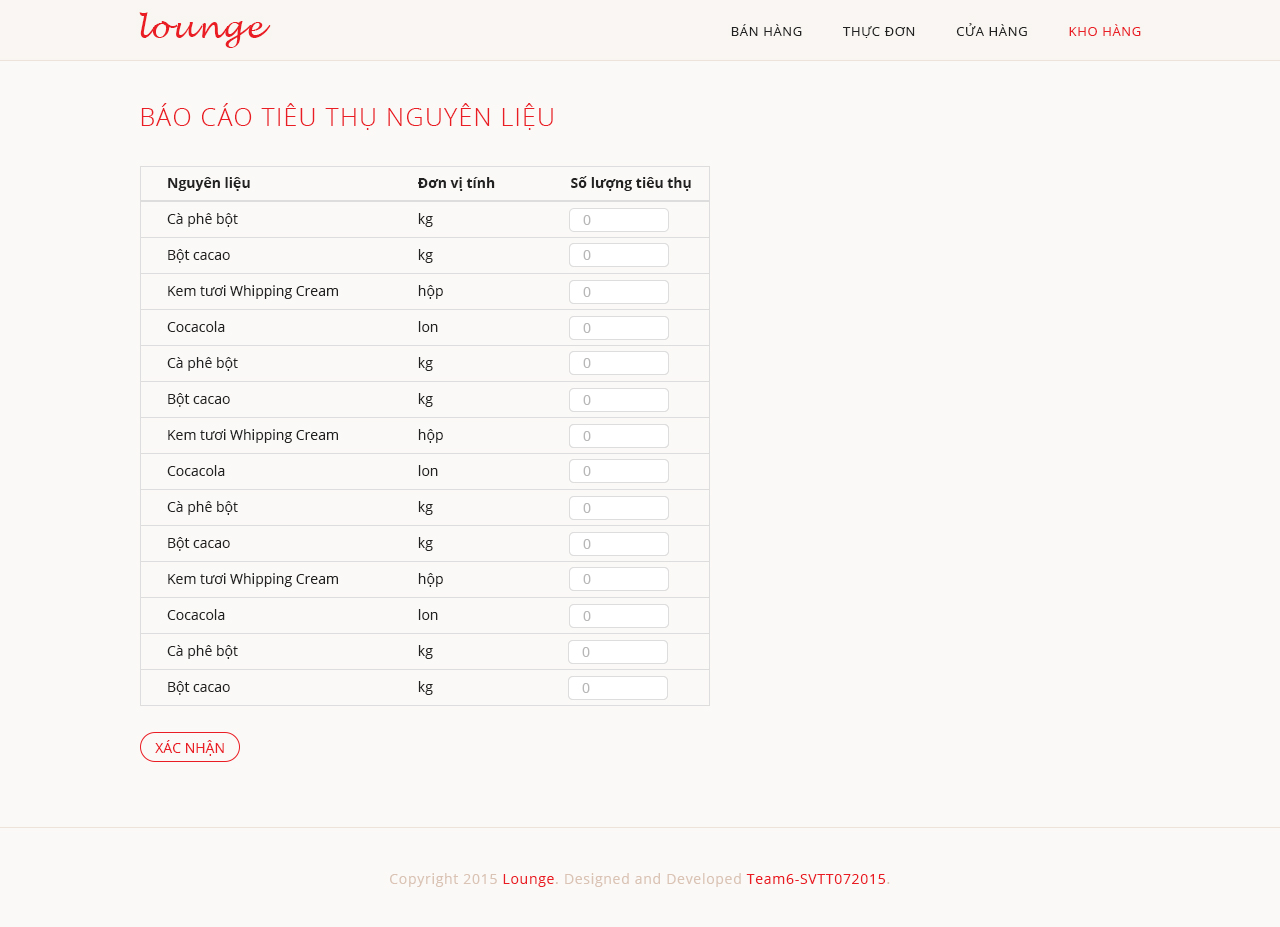 lounge
BÁN HÀNG THỰC ĐƠN CỬA HÀNG KHO HÀNG
BÁO CÁO TIÊU THỤ NGUYÊN LIỆU
Nguyên liệu Đơn vị tính Số lượng tiêu thụ
Cà phê bột kg 0
Bột cacao kg 0
Kem tươi Whipping Cream hộp 0
Cocacola lon 0
Cà phê bột kg 0
Bột cacao kg 0
Kem tươi Whipping Cream hộp 0
Cocacola lon 0
Cà phê bột kg 0
Bột cacao kg 0
Kem tươi Whipping Cream hộp 0
Cocacola lon 0
Cà phê bột kg 0
Bột cacao kg 0
XÁC NHẬN
Copyright 2015 Lounge. Designed and Developed Team6-SVTT072015.